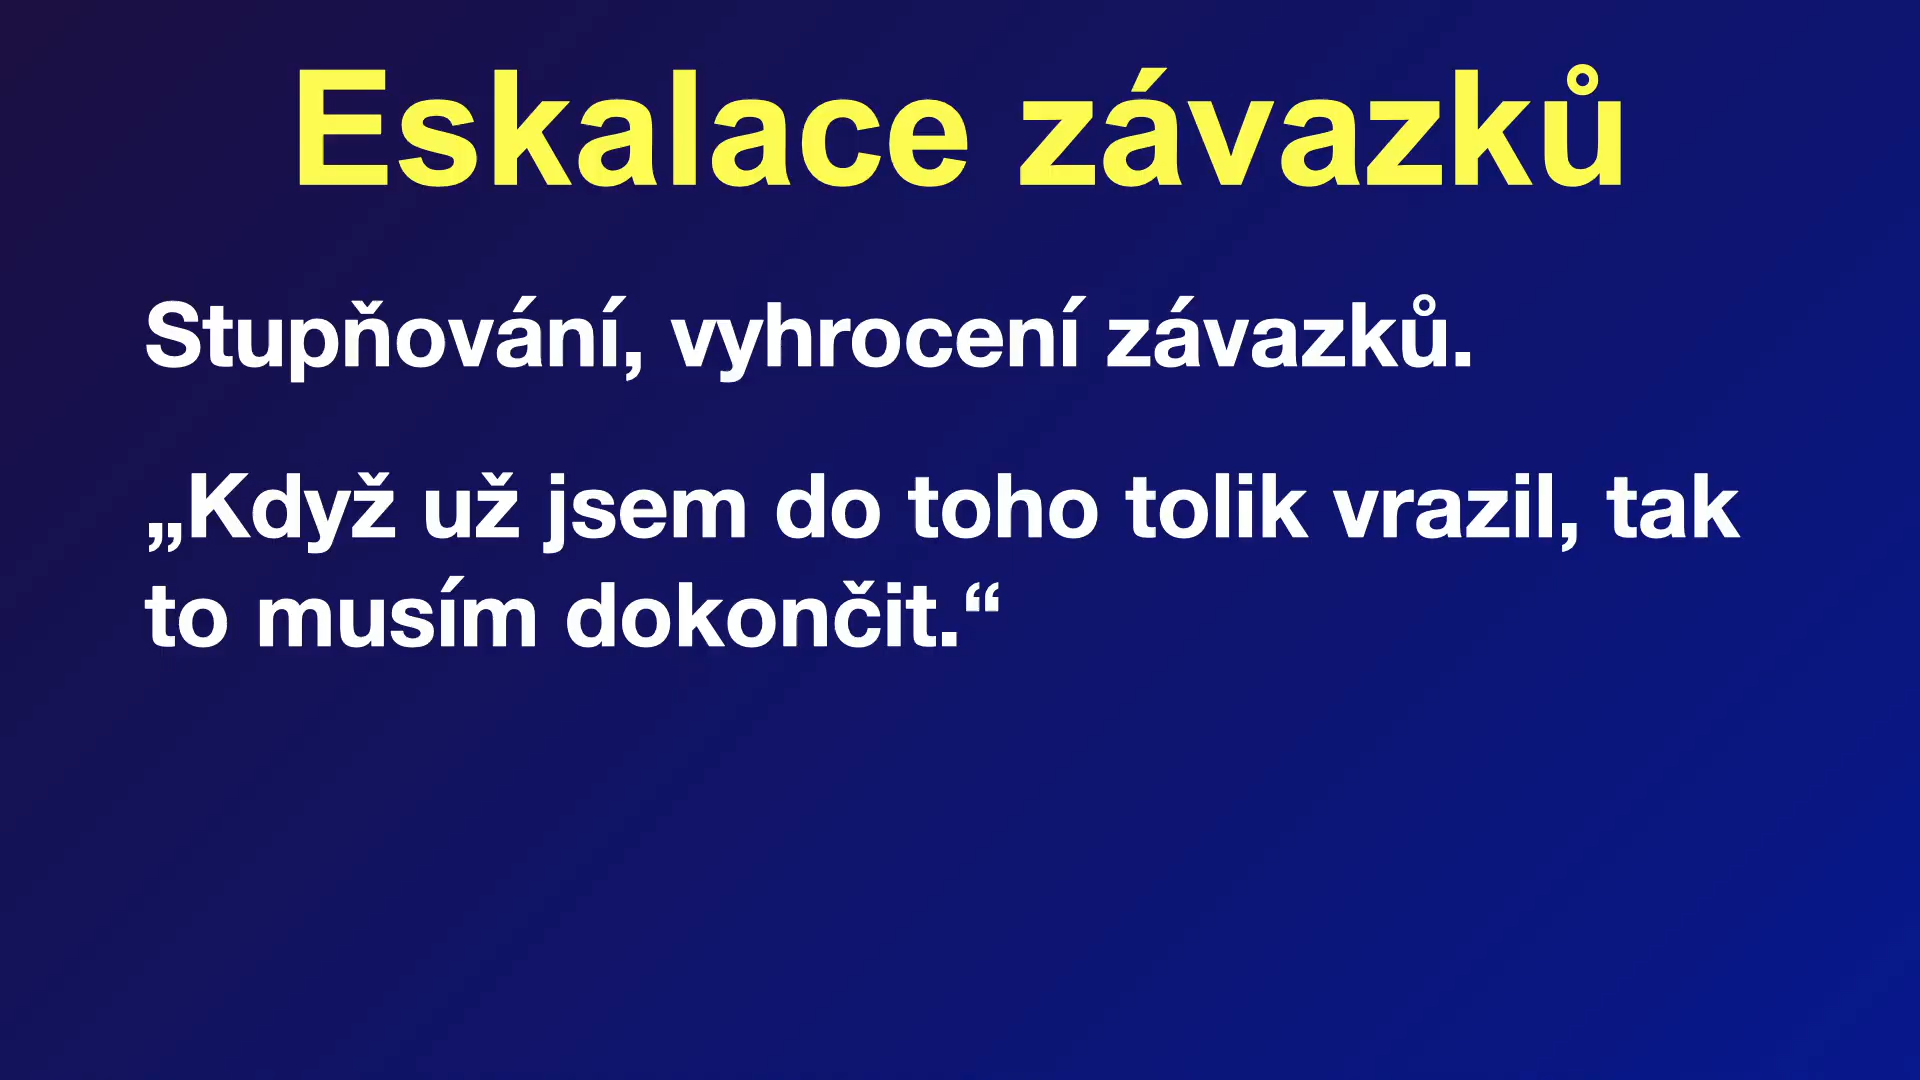 Eskalace závazků
Stupňování, vyhrocení závazků.
„Když už jsem do toho tolik vrazil, tak
to musím dokončit.“